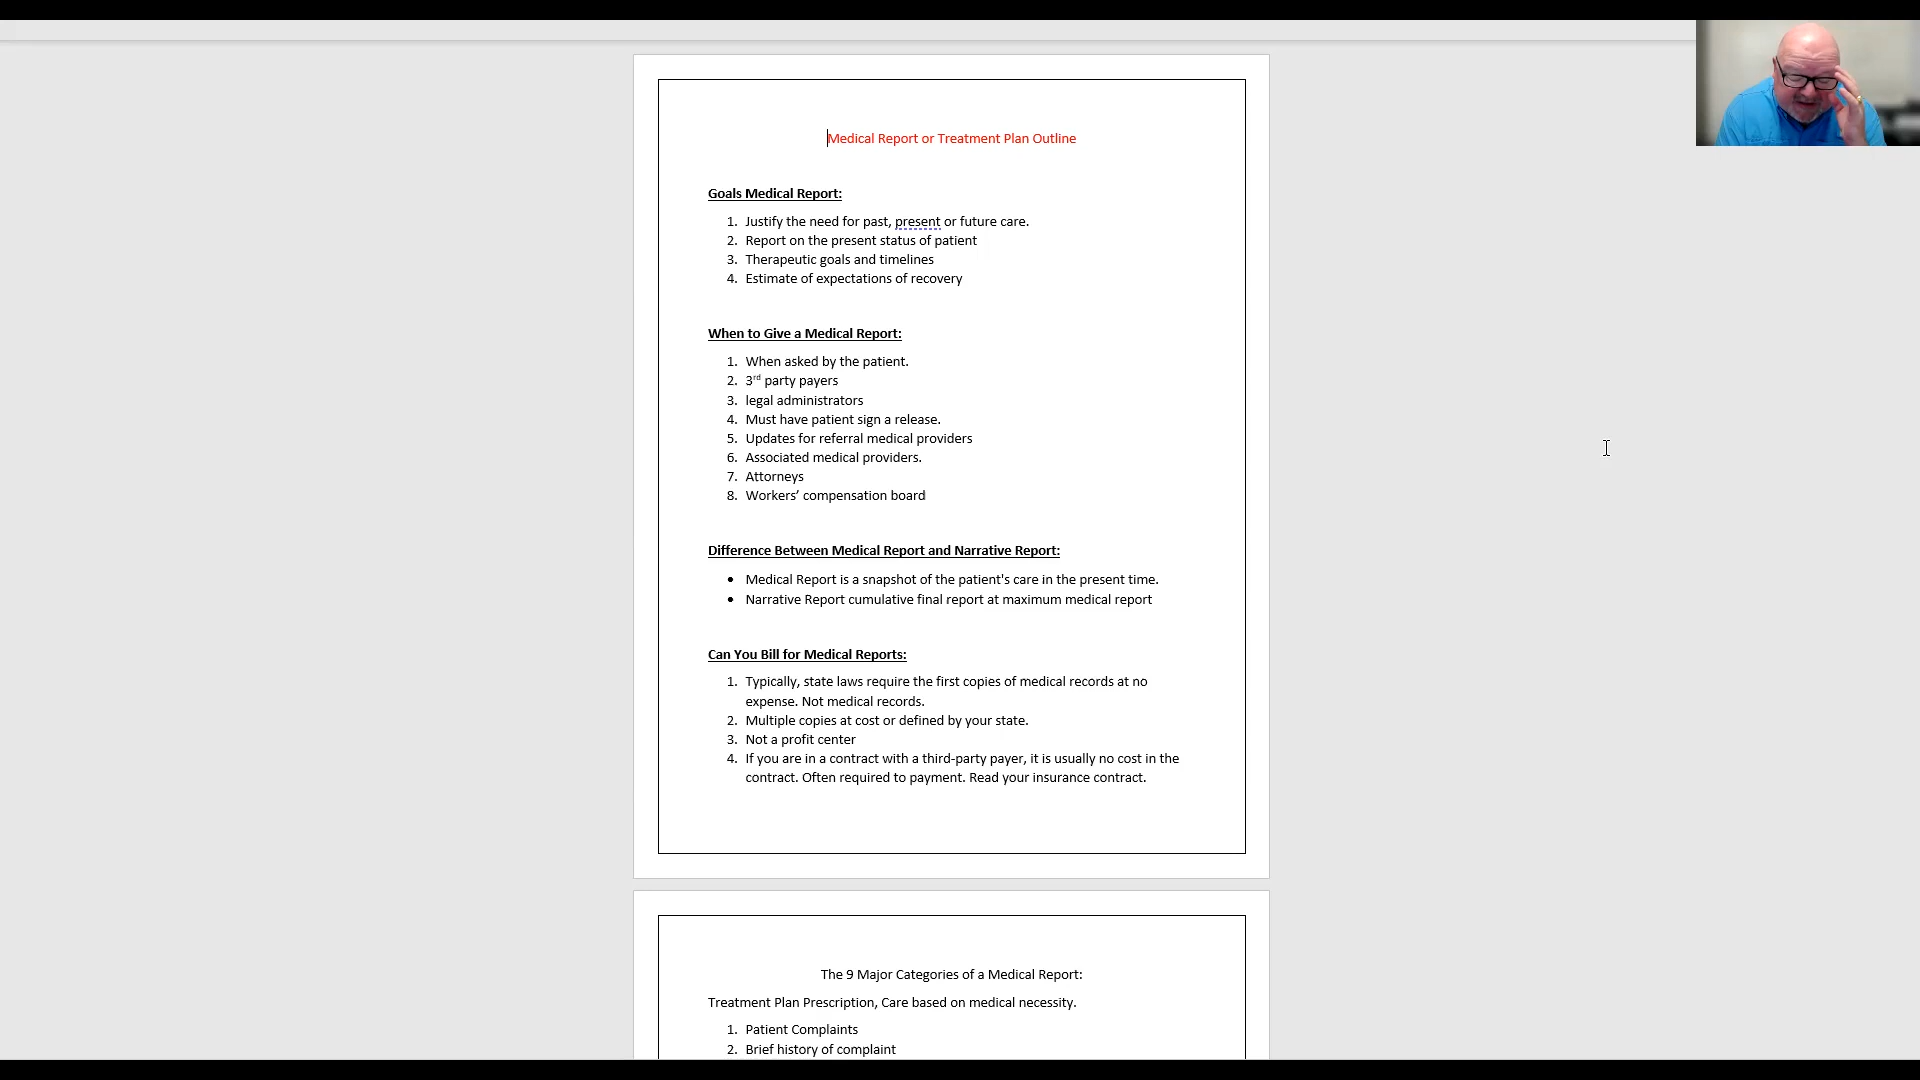 Medical Report or Treatment Plan Outline
Goals Medical Report:
1. Justify the need for past, present or future care.
2. Report on the present status of patient
3. Therapeutic goals and timelines
4. Estimate of expectations of recovery
When to Give a Medical Report:
1. When asked by the patient.
2. 3rd party payers
3. legal administrators
4. Must have patient sign a release.
5. Updates for referral medical providers
6. Associated medical providers.
7. Attorneys
8. Workers’ compensation board
Difference Between Medical Report and Narrative Report:
• Medical Report is a snapshot of the patient's care in the present time.
• Narrative Report cumulative final report at maximum medical report
Can You Bill for Medical Reports:
1. Typically, state laws require the first copies of medical records at no
expense. Not medical records.
2. Multiple copies at cost or defined by your state.
3. Not a profit center
4. If you are in a contract with a third-party payer, it is usually no cost in the
contract. Often required to payment. Read your insurance contract.
The 9 Major Categories of a Medical Report:
Treatment Plan Prescription, Care based on medical necessity.
1. Patient Complaints
2. Brief history of complaint